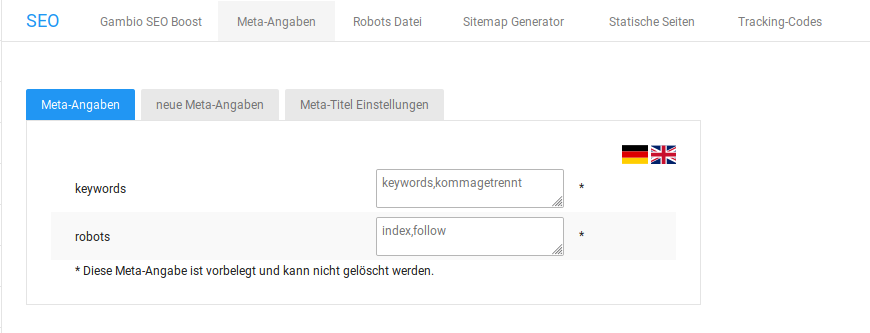 SEO Gambio SEO Boost Meta-Angaben Robots Datei Sitemap Generator Statische Seiten Tracking-Codes
Meta-Angaben neue Meta-Angaben Meta-Titel Einstellungen
keywords keywords,kommagetrennt *
robots index,follow *
* Diese Meta-Angabe ist vorbelegt und kann nicht gelöscht werden.